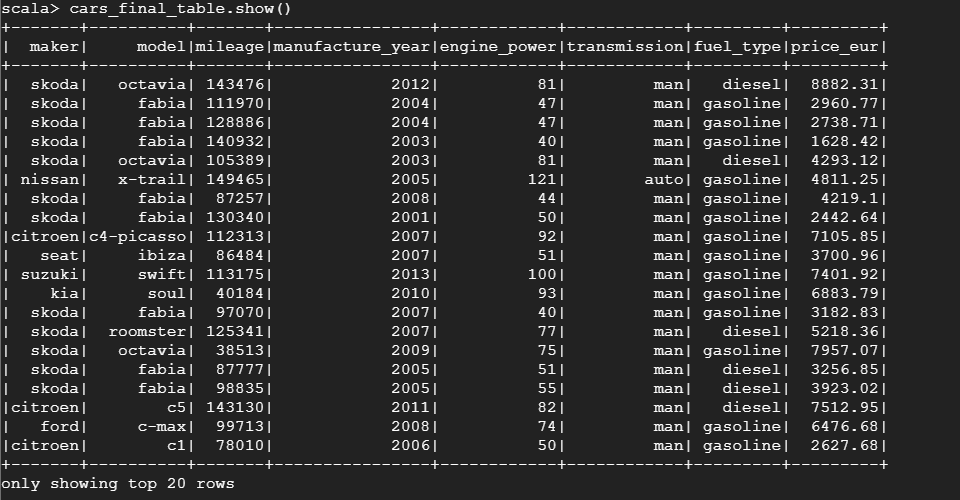 scala> cars_final_table.show()
+-------+----------+-------+----------------+------------+------------+---------+---------+
|  maker|     model|mileage|manufacture_year|engine_power|transmission|fuel_type|price_eur|
+-------+----------+-------+----------------+------------+------------+---------+---------+
|  skoda|   octavia| 143476|            2012|          81|         man|   diesel|  8882.31|
|  skoda|     fabia| 111970|            2004|          47|         man| gasoline|  2960.77|
|  skoda|     fabia| 128886|            2004|          47|         man| gasoline|  2738.71|
|  skoda|     fabia| 140932|            2003|          40|         man| gasoline|  1628.42|
|  skoda|   octavia| 105389|            2003|          81|         man|   diesel|  4293.12|
| nissan|   x-trail| 149465|            2005|         121|        auto| gasoline|  4811.25|
|  skoda|     fabia|  87257|            2008|          44|         man| gasoline|   4219.1|
|  skoda|     fabia| 130340|            2001|          50|         man| gasoline|  2442.64|
|citroen|c4-picasso| 112313|            2007|          92|         man| gasoline|  7105.85|
|   seat|     ibiza|  86484|            2007|          51|         man| gasoline|  3700.96|
| suzuki|     swift| 113175|            2013|         100|         man| gasoline|  7401.92|
|    kia|      soul|  40184|            2010|          93|         man| gasoline|  6883.79|
|  skoda|     fabia|  97070|            2007|          40|         man| gasoline|  3182.83|
|  skoda|  roomster| 125341|            2007|          77|         man|   diesel|  5218.36|
|  skoda|   octavia|  38513|            2009|          75|         man| gasoline|  7957.07|
|  skoda|     fabia|  87777|            2005|          51|         man|   diesel|  3256.85|
|  skoda|     fabia|  98835|            2005|          55|         man|   diesel|  3923.02|
|citroen|        c5| 143130|            2011|          82|         man|   diesel|  7512.95|
|   ford|     c-max|  99713|            2008|          74|         man| gasoline|  6476.68|
|citroen|        c1|  78010|            2006|          50|         man| gasoline|  2627.68|
+-------+----------+-------+----------------+------------+------------+---------+---------+
only showing top 20 rows